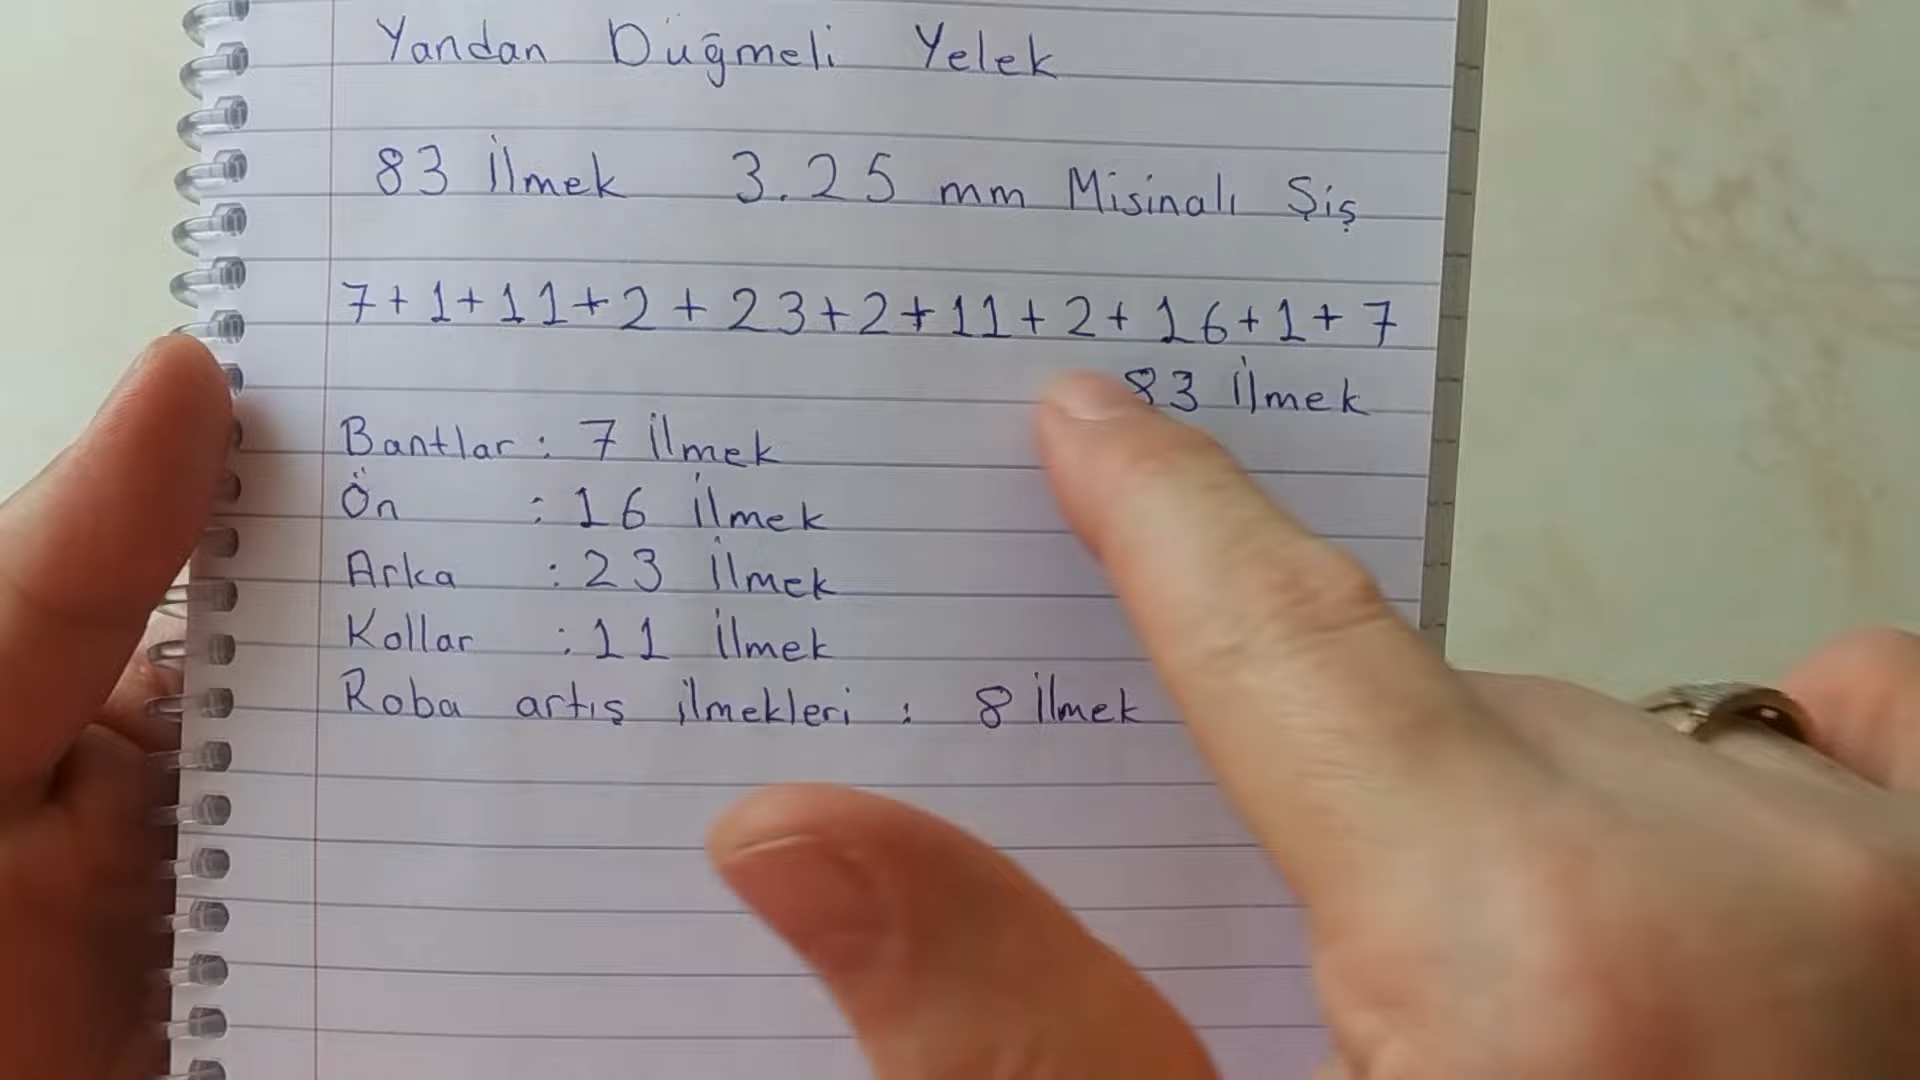 Yandan Düğmeli Yelek
83 İlmek 3.25 mm Misinalı Şiş
7+1+11+2+23+2+11+2+16+1+7
83 İlmek
Bantlar : 7 İlmek
Ön : 16 İlmek
Arka : 23 İlmek
Kollar : 11 İlmek
Roba artış ilmekleri : 8 İlmek